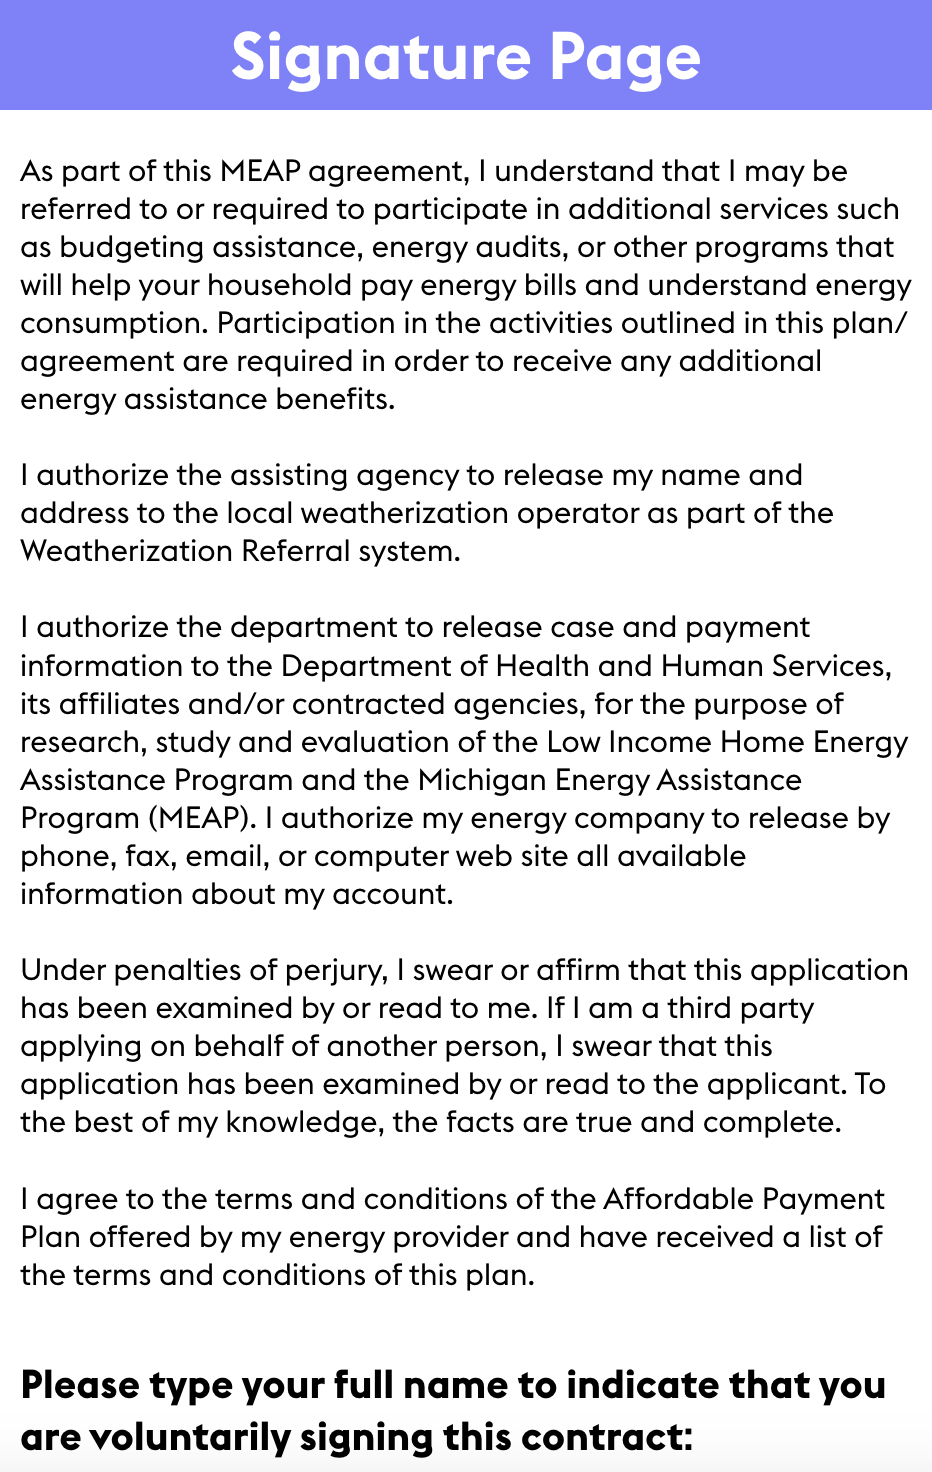 Signature Page
As part of this MEAP agreement, I understand that I may be
referred to or required to participate in additional services such
as budgeting assistance, energy audits, or other programs that
will help your household pay energy bills and understand energy
consumption. Participation in the activities outlined in this plan/
agreement are required in order to receive any additional
energy assistance benefits.
I authorize the assisting agency to release my name and
address to the local weatherization operator as part of the
Weatherization Referral system.
I authorize the department to release case and payment
information to the Department of Health and Human Services,
its affiliates and/or contracted agencies, for the purpose of
research, study and evaluation of the Low Income Home Energy
Assistance Program and the Michigan Energy Assistance
Program (MEAP). I authorize my energy company to release by
phone, fax, email, or computer web site all available
information about my account.
Under penalties of perjury, I swear or affirm that this application
has been examined by or read to me. If I am a third party
applying on behalf of another person, I swear that this
application has been examined by or read to the applicant. To
the best of my knowledge, the facts are true and complete.
I agree to the terms and conditions of the Affordable Payment
Plan offered by my energy provider and have received a list of
the terms and conditions of this plan.
Please type your full name to indicate that you
are voluntarily signing this contract: